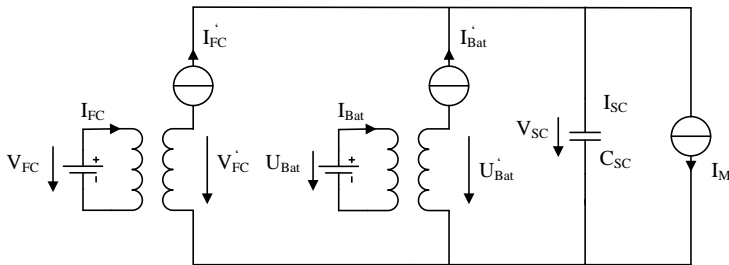 I‵FC
I‵Bat
IFC
IBat
ISC
VSC
VFC
+
-
V‵FC
UBat
+
-
U‵Bat
CSC
IM